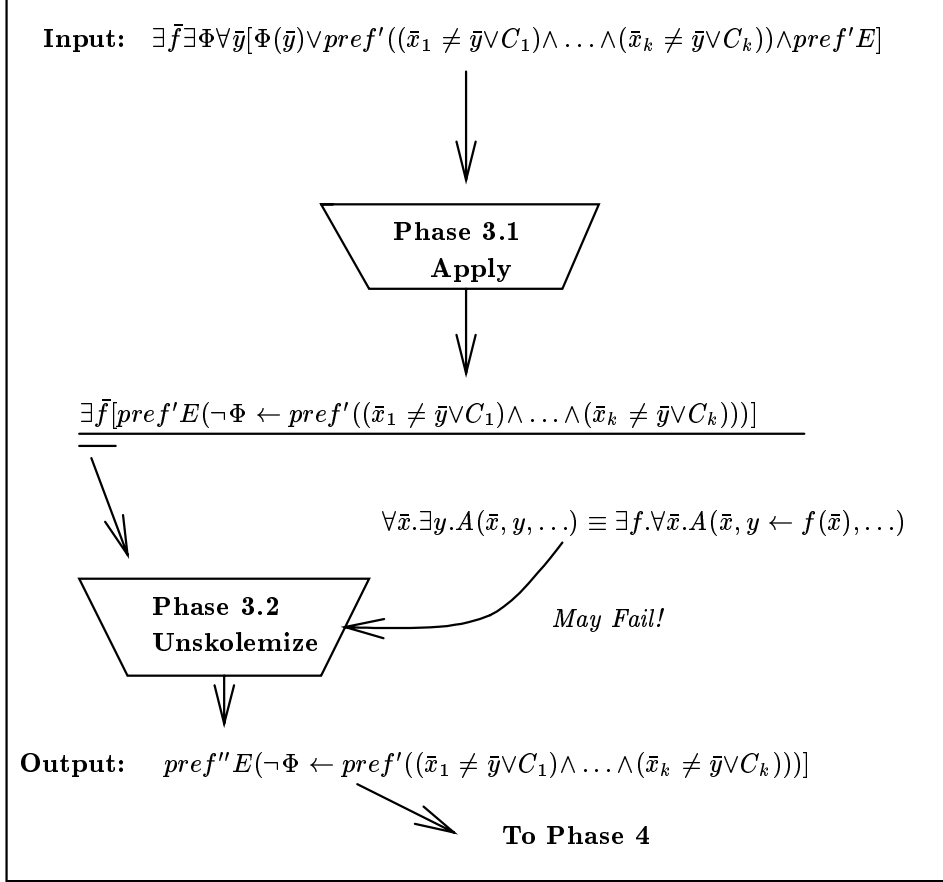 Input: ∃f̄∃Φ∀ȳ[Φ(ȳ)∨pref′((x̄₁ ≠ ȳ∨C₁)∧…∧(x̄ₖ ≠ ȳ∨Cₖ))∧pref′E]
Phase 3.1
Apply
∃f̄[pref′E(¬Φ ← pref′((x̄₁ ≠ ȳ∨C₁)∧…∧(x̄ₖ ≠ ȳ∨Cₖ)))]
∀x̄.∃y.A(x̄, y, …) ≡ ∃f.∀x̄.A(x̄, y ← f(x̄), …)
Phase 3.2
Unskolemize
May Fail!
Output: pref″E(¬Φ ← pref′((x̄₁ ≠ ȳ∨C₁)∧…∧(x̄ₖ ≠ ȳ∨Cₖ)))]
To Phase 4